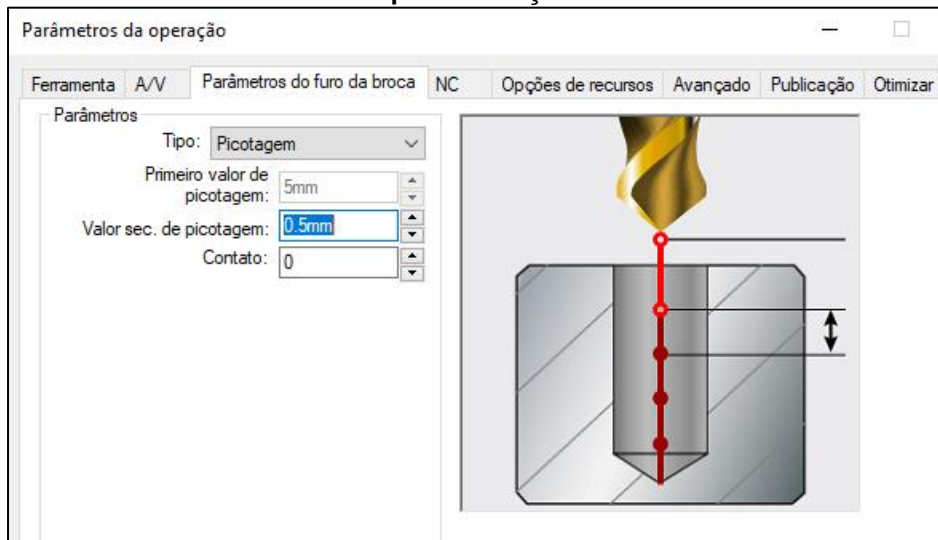 Parâmetros da operação
Ferramenta A/V Parâmetros do furo da broca NC Opções de recursos Avançado Publicação Otimizar
Parâmetros
Tipo: Picotagem
Primeiro valor de
picotagem: 5mm
Valor sec. de picotagem: 0.5mm
Contato: 0